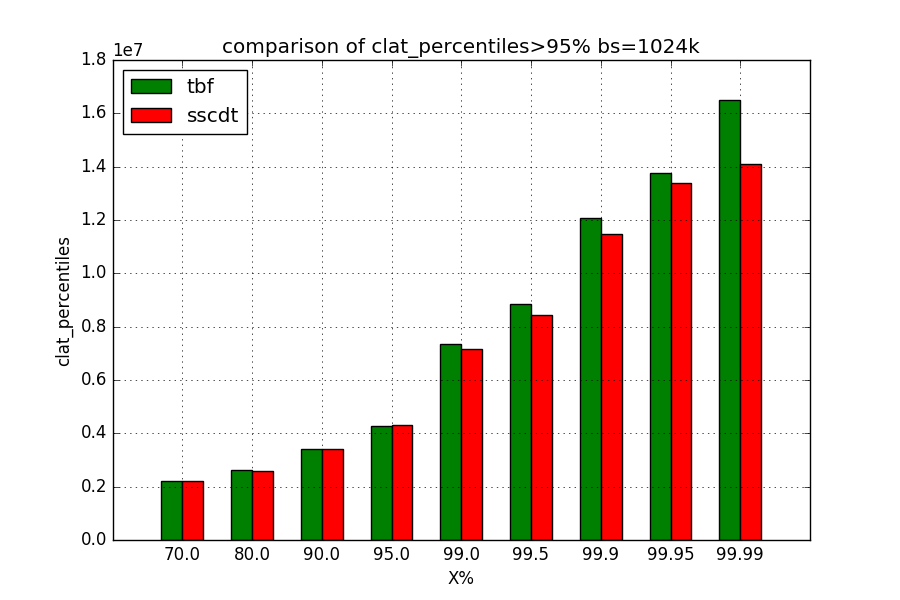 comparison of clat_percentiles>95% bs=1024k
1e7
1.8
1.6
1.4
1.2
1.0
0.8
0.6
0.4
0.2
0.0
clat_percentiles
tbf
sscdt
70.0 80.0 90.0 95.0 99.0 99.5 99.9 99.95 99.99
X%